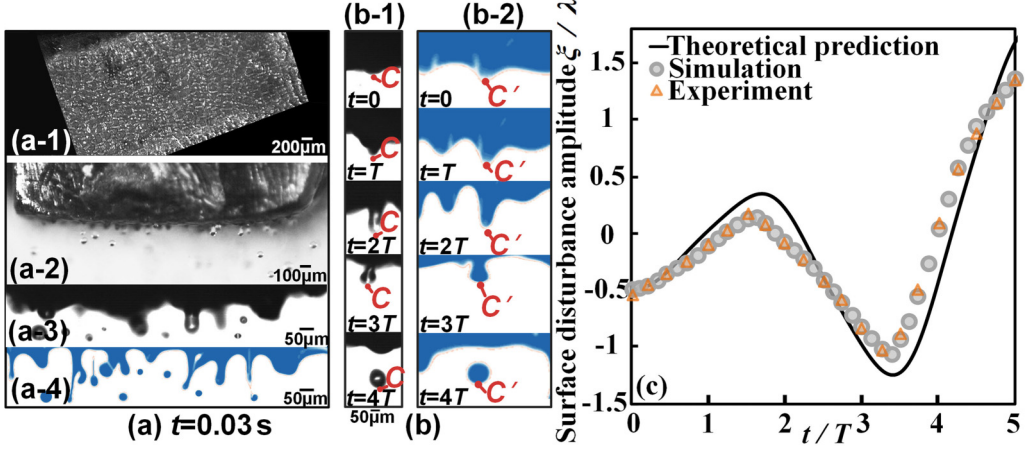 (b-1)
(b-2)
(a-1)
200µm
(a-2)
100µm
(a-3)
50µm
(a-4)
50µm
(a) t=0.03 s
C
t=0
C
t=T
C
t=2T
C
t=3T
C
t=4T
50µm
C′
t=0
C′
t=T
C′
t=2T
C′
t=3T
C′
t=4T
(b)
Surface disturbance amplitude ξ / λ
1.5
1
0.5
0
-0.5
-1
-1.5
Theoretical prediction
Simulation
Experiment
(c)
0 1 2 3 4 5
t / T